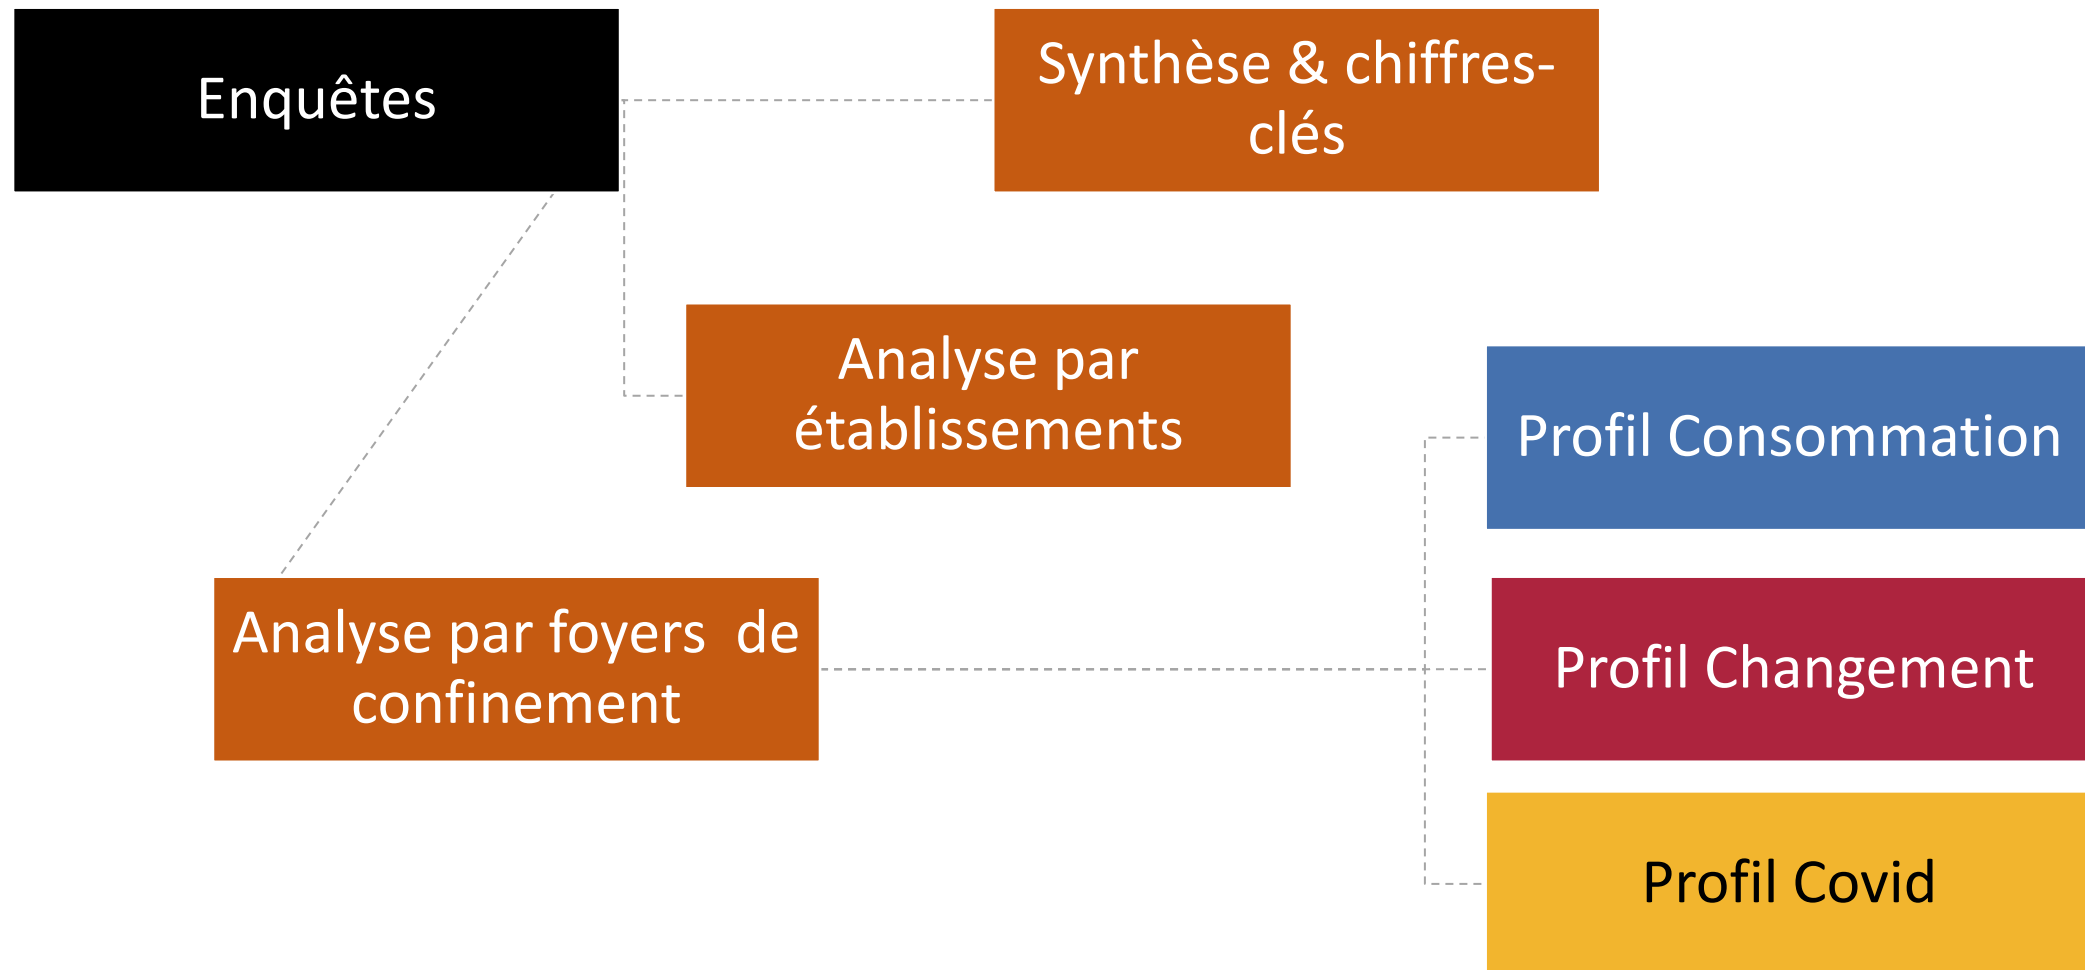 Enquêtes
Synthèse & chiffres-
clés
Analyse par
établissements
Profil Consommation
Analyse par foyers  de
confinement
Profil Changement
Profil Covid